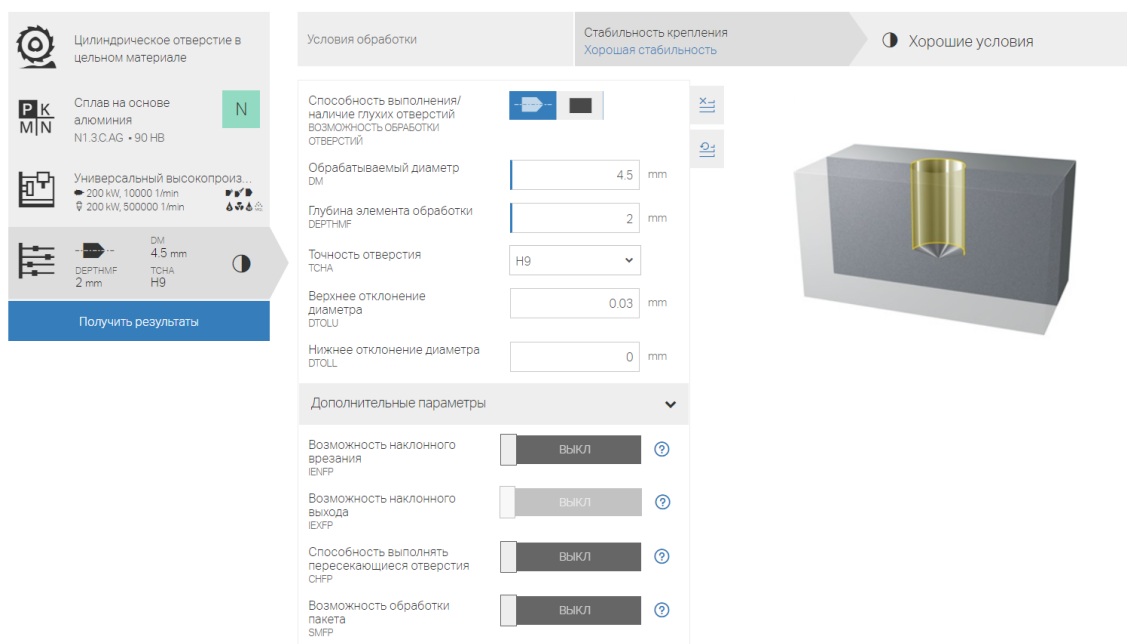 Цилиндрическое отверстие в
цельном материале
P K
M N
Сплав на основе
алюминия
N1.3.C.AG • 90 HB
N
Универсальный высокопроиз...
200 kW, 10000 1/min
200 kW, 500000 1/min
DM
4.5 mm
DEPTHMF
2 mm
TCHA
H9
Получить результаты
Условия обработки
Стабильность крепления
Хорошая стабильность
Хорошие условия
Способность выполнения/
наличие глухих отверстий
ВОЗМОЖНОСТЬ ОБРАБОТКИ
ОТВЕРСТИЙ
Обрабатываемый диаметр
DM
4.5 mm
Глубина элемента обработки
DEPTHMF
2 mm
Точность отверстия
TCHA
H9
Верхнее отклонение
диаметра
DTOLU
0.03 mm
Нижнее отклонение диаметра
DTOLL
0 mm
Дополнительные параметры
Возможность наклонного
врезания
IENFP
ВЫКЛ
?
Возможность наклонного
выхода
IEXFP
ВЫКЛ
?
Способность выполнять
пересекающиеся отверстия
CHFP
ВЫКЛ
?
Возможность обработки
пакета
SMFP
ВЫКЛ
?